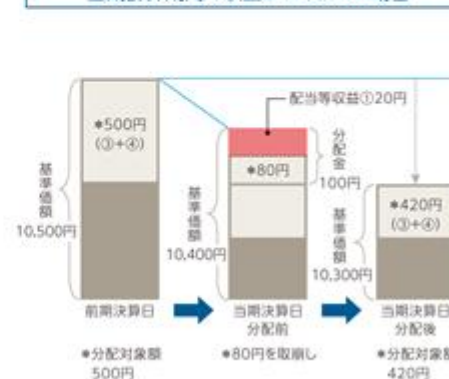 配当等収益①20円
*500円
(③+④)
分配金
*80円
100円
基準価額
基準価額
*420円
(③+④)
基準価額
10,500円
10,400円
10,300円
前期決算日
当期決算日
分配前
当期決算日
分配後
*分配対象額
500円
*80円を取崩し
*分配対象額
420円